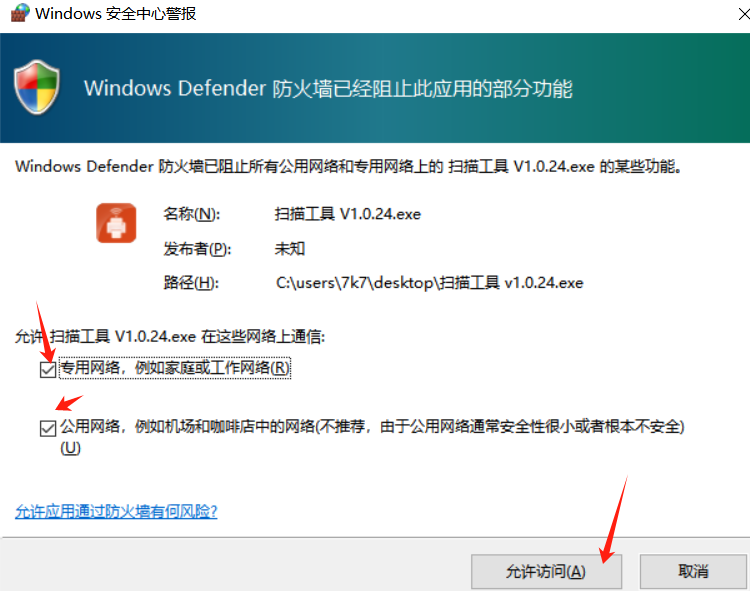 Windows 安全中心警报
Windows Defender 防火墙已经阻止此应用的部分功能
Windows Defender 防火墙已阻止所有公用网络和专用网络上的 扫描工具 V1.0.24.exe 的某些功能。
名称(N): 扫描工具 V1.0.24.exe
发布者(P): 未知
路径(H): C:\users\7k7\desktop\扫描工具 v1.0.24.exe
允许 扫描工具 V1.0.24.exe 在这些网络上通信:
专用网络，例如家庭或工作网络(R)
公用网络，例如机场和咖啡店中的网络(不推荐，由于公用网络通常安全性很小或者根本不安全)
(U)
允许应用通过防火墙有何风险?
允许访问(A) 取消